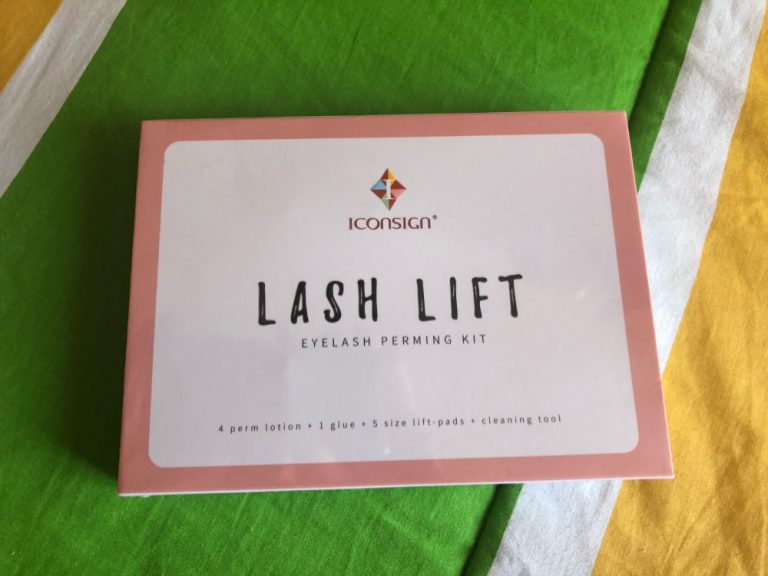 I
ICONSIGN®
LASH LIFT
EYELASH PERMING KIT
4 perm lotion + 1 glue + 5 size lift-pads + cleaning tool